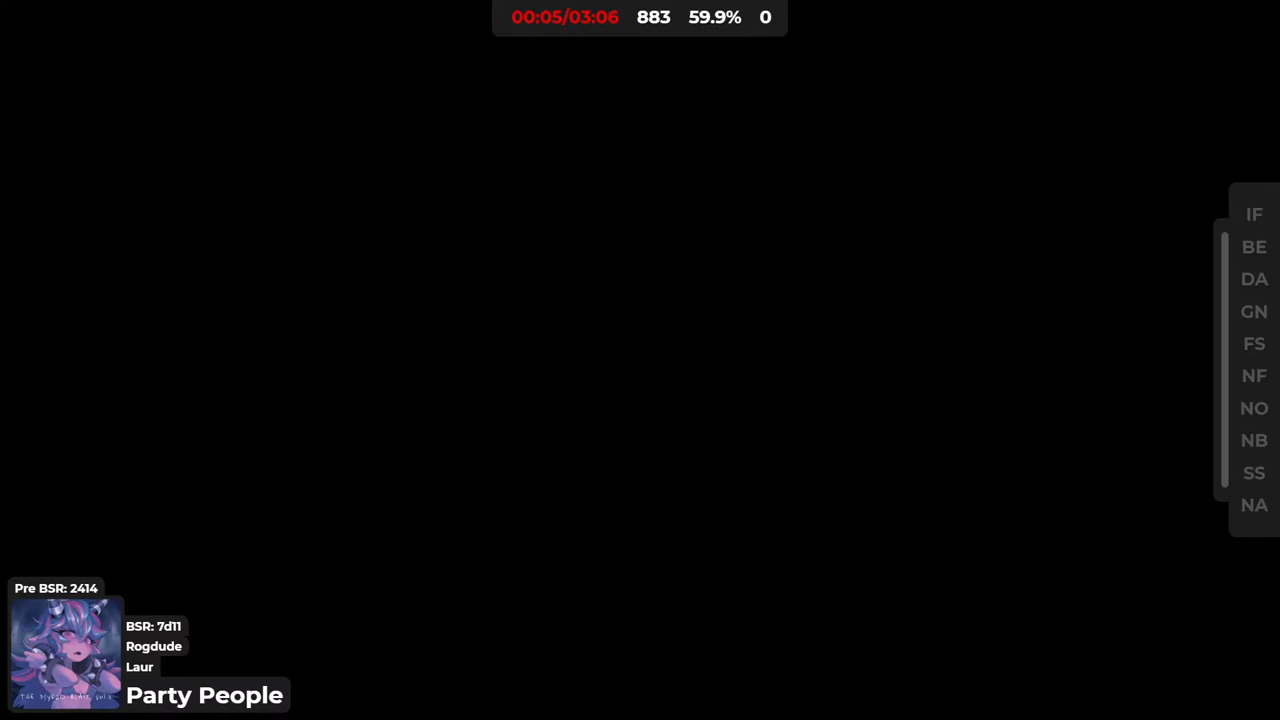 00:05/03:06 883 59.9% 0
IF
BE
DA
GN
FS
NF
NO
NB
SS
NA
Pre BSR: 2414
BSR: 7d11
Rogdude
Laur
Party People